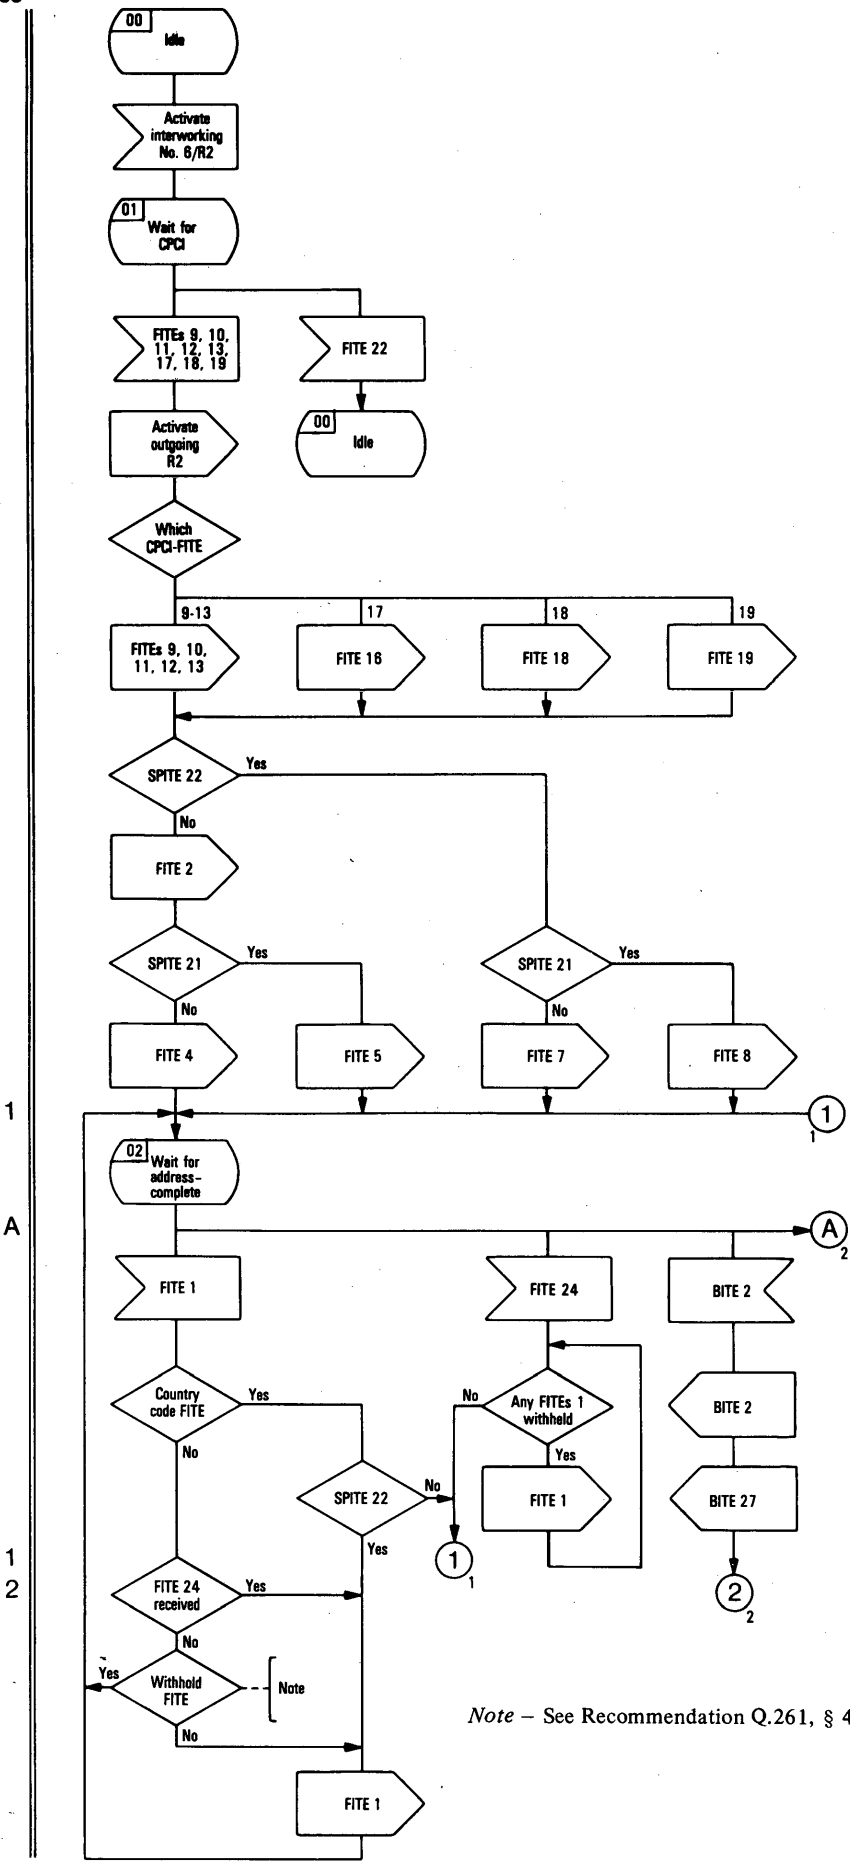 00
Idle
Activate
interworking
No. 6/R2
01
Wait for
CPCI
FITEs 9, 10,
11, 12, 13,
17, 18, 19
FITE 22
Activate
outgoing
R2
00
Idle
Which
CPCI-FITE
9-13
17
18
19
FITEs 9, 10,
11, 12, 13
FITE 16
FITE 18
FITE 19
SPITE 22
Yes
No
FITE 2
SPITE 21
Yes
No
SPITE 21
Yes
No
FITE 4
FITE 5
FITE 7
FITE 8
1
1
1
02
Wait for
address-
complete
A
A
2
FITE 1
FITE 24
BITE 2
Country
code FITE
Yes
No
No
Any FITEs 1
withheld
Yes
BITE 2
SPITE 22
No
Yes
FITE 1
BITE 27
1
1
1
2
FITE 24
received
Yes
No
2
2
Yes
Withhold
FITE
Note
No
Note – See Recommendation Q.261, § 4
FITE 1